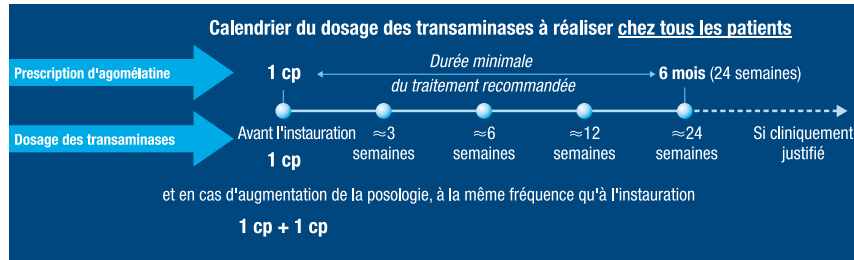 Calendrier du dosage des transaminases à réaliser chez tous les patients
Prescription d'agomélatine
1 cp
Durée minimale
du traitement recommandée
6 mois (24 semaines)
Dosage des transaminases
Avant l'instauration
1 cp
≈3
semaines
≈6
semaines
≈12
semaines
≈24
semaines
Si cliniquement
justifié
et en cas d'augmentation de la posologie, à la même fréquence qu'à l'instauration
1 cp + 1 cp